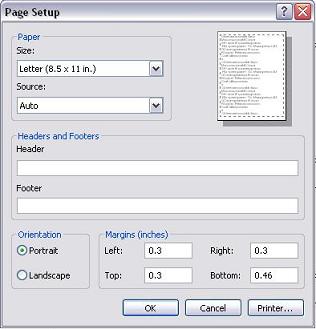 Page Setup
Paper
Size:
Letter (8.5 x 11 in.)
Source:
Auto
Headers and Footers
Header
Footer
Orientation
Portrait
Landscape
Margins (inches)
Left: 0.3 Right: 0.3
Top: 0.3 Bottom: 0.46
OK Cancel Printer...